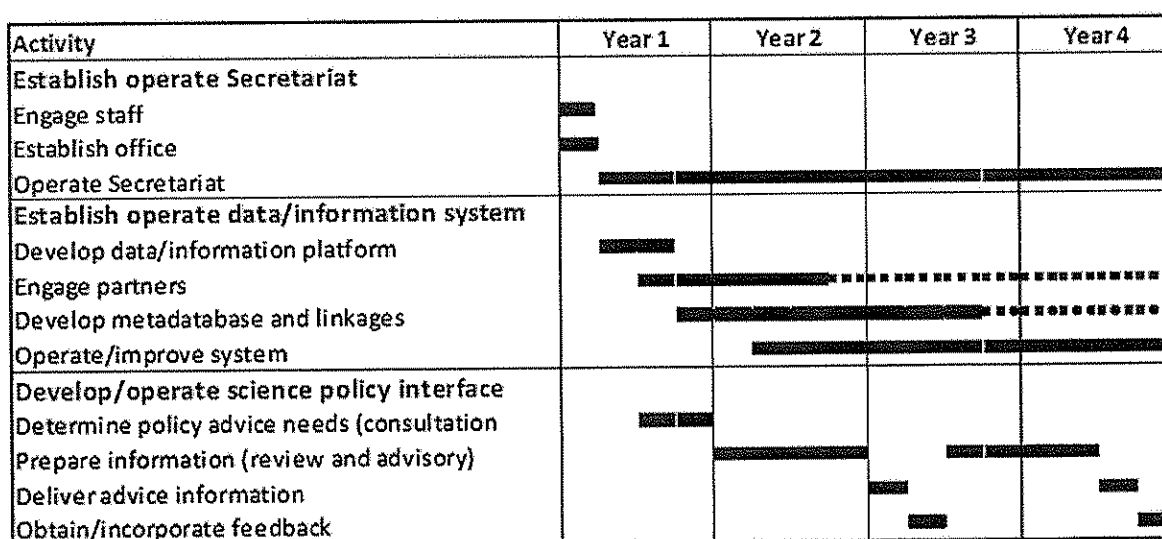 Activity Year 1 Year 2 Year 3 Year 4
Establish operate Secretariat
Engage staff
Establish office
Operate Secretariat
Establish operate data/information system
Develop data/information platform
Engage partners
Develop metadatabase and linkages
Operate/improve system
Develop/operate science policy interface
Determine policy advice needs (consultation
Prepare information (review and advisory)
Deliver advice information
Obtain/incorporate feedback